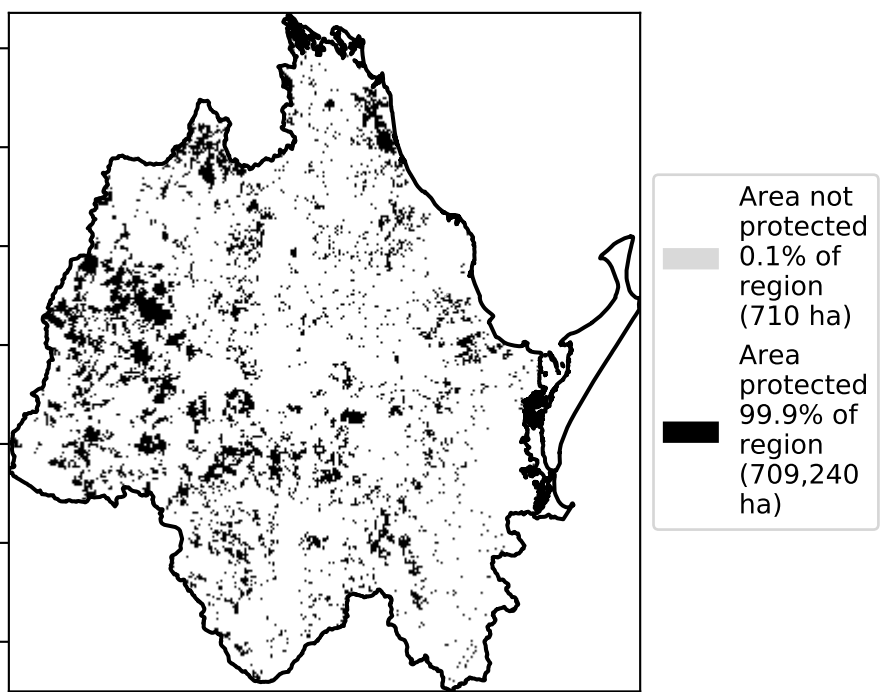 Area not
protected
0.1% of
region
(710 ha)
Area
protected
99.9% of
region
(709,240
ha)